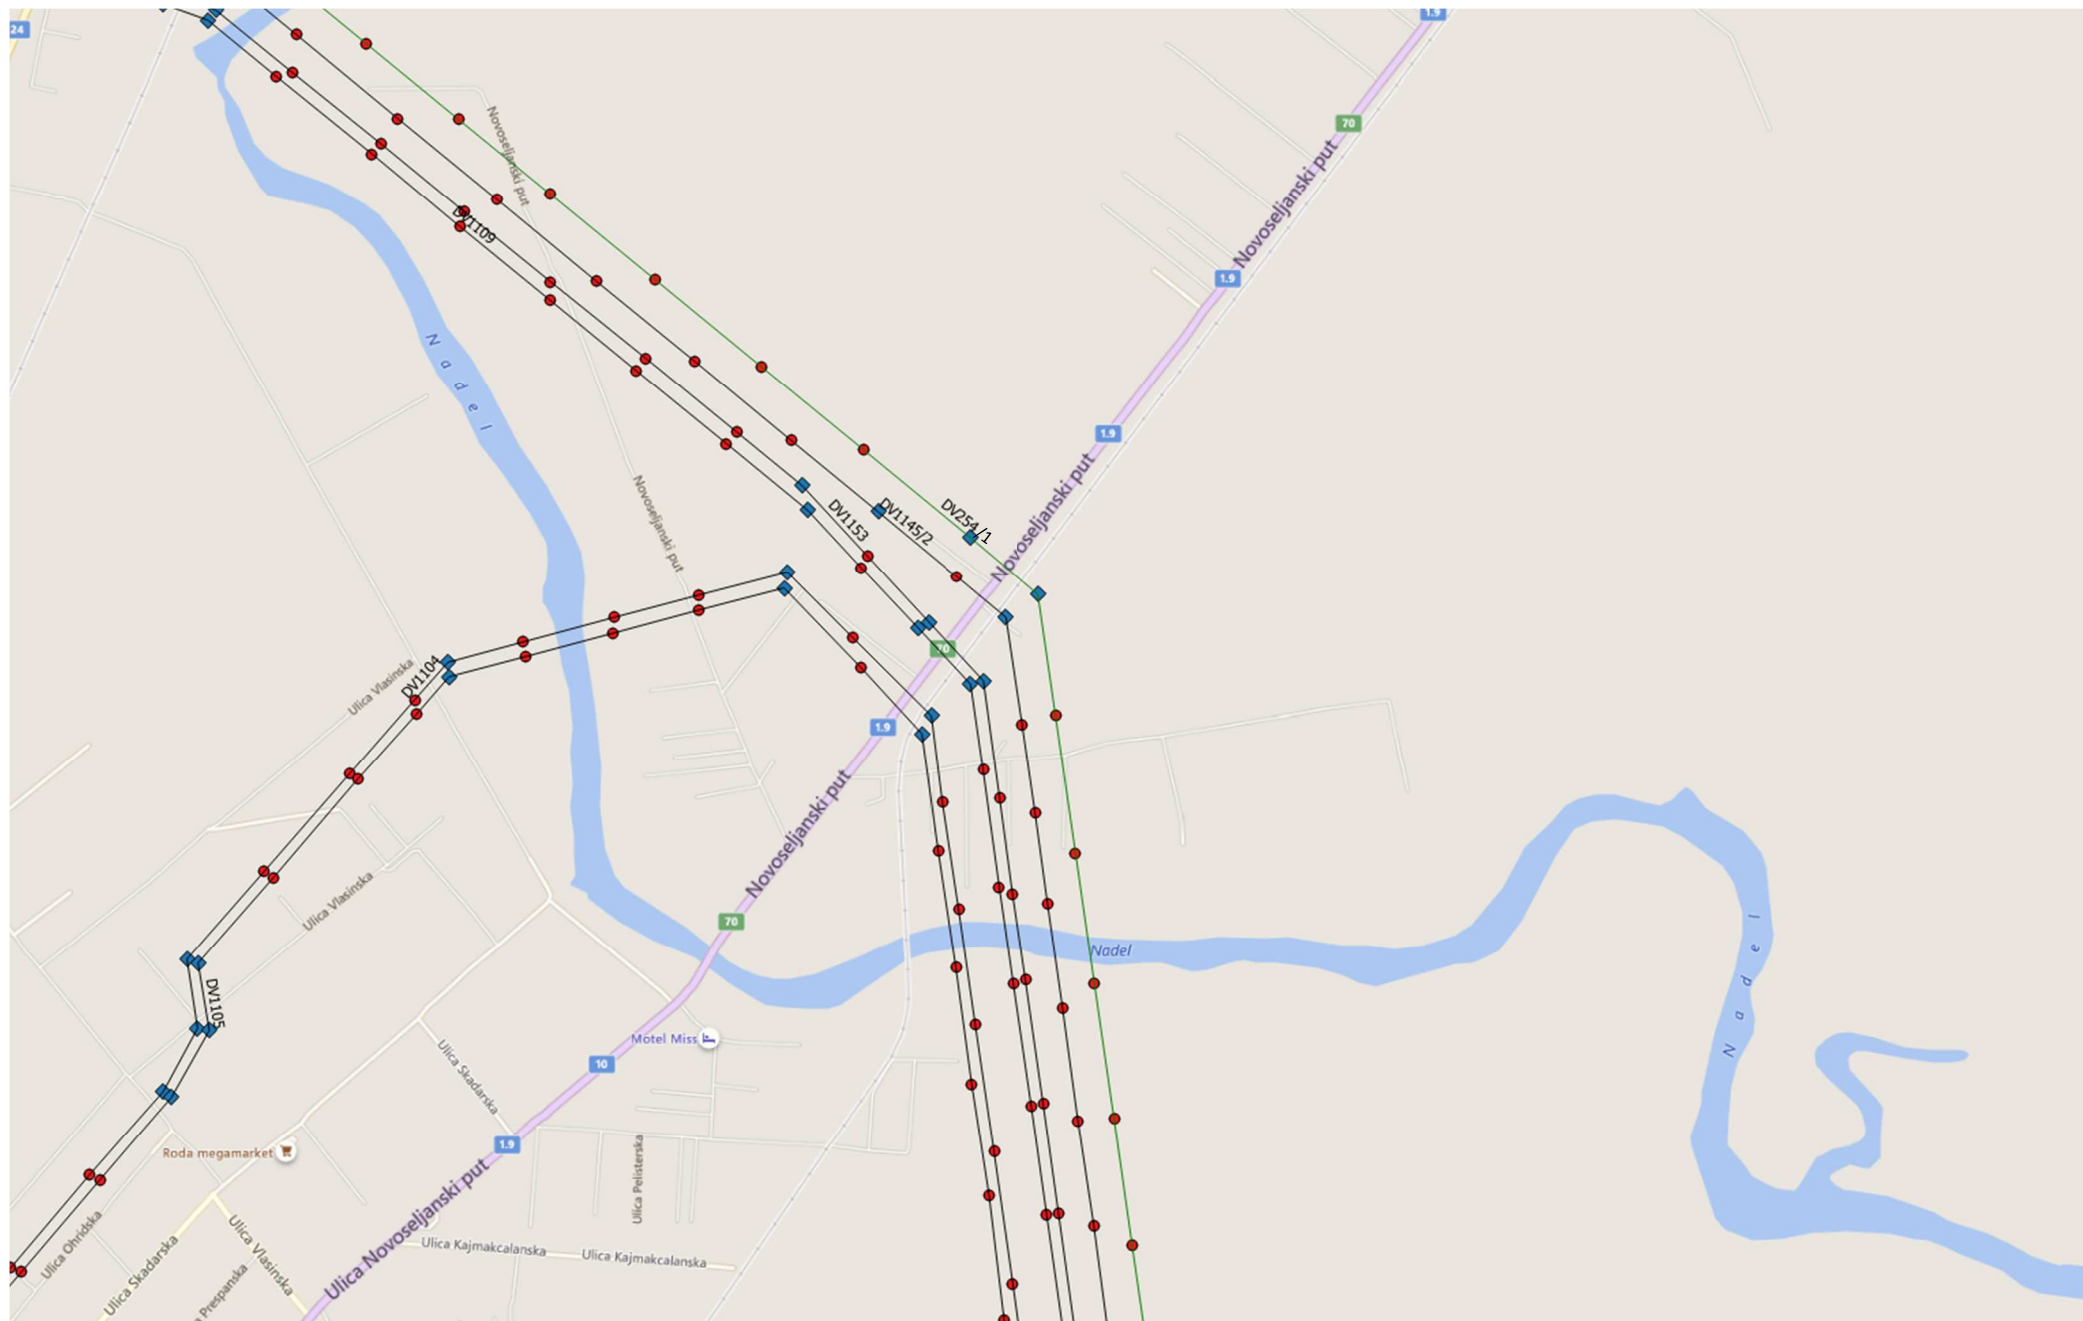 24
1.9
Novoseljanski put
70
Novoseljanski put
DV1109
1.9
Nadel
1.9
Novoseljanski put
Novoseljanski put
DV1153
DV1145/2
DV254/1
70
DV1104
Ulica Vlasinska
1.9
Novoseljanski put
Ulica Vlasinska
70
Nadel
Nadel
DV1105
Motel Miss
10
Ulica Skadarska
1.9
Roda megamarket
Ulica Pelisterska
Ulica Novoseljanski put
Ulica Ohridska
Ulica Skadarska
Ulica Vlasinska
Prespanska
Ulica Kajmakcalanska
Ulica Kajmakcalanska